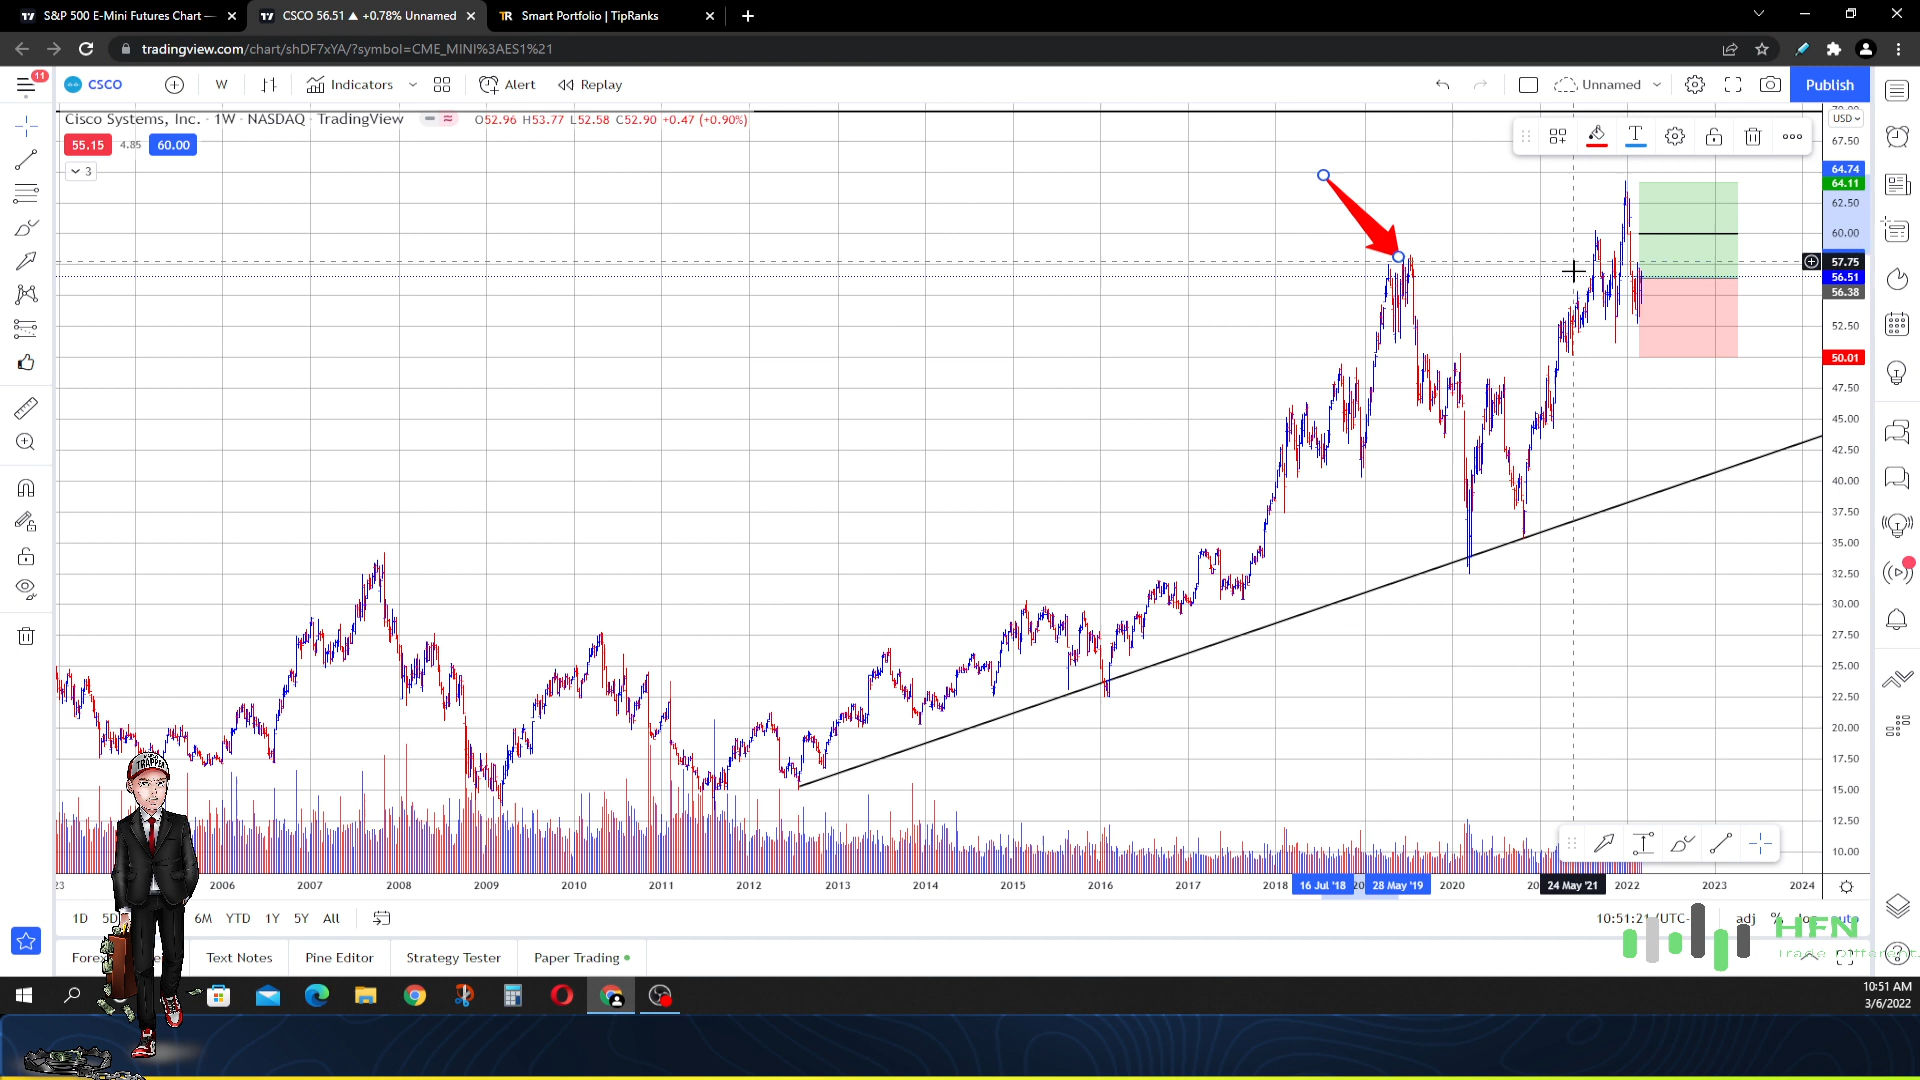 S&P 500 E-Mini Futures Chart —
CSCO 56.51 ▲ +0.78% Unnamed
TR Smart Portfolio | TipRanks
tradingview.com/chart/shDF7xYA/?symbol=CME_MINI%3AES1%21
11
CSCO
W
Indicators
Alert
Replay
Unnamed
Publish
Cisco Systems, Inc. · 1W · NASDAQ · TradingView
O52.96 H53.77 L52.58 C52.90 +0.47 (+0.90%)
USD
55.15
4.85
60.00
3
67.50
64.74
64.11
62.50
60.00
57.75
56.51
56.38
52.50
50.01
47.50
45.00
42.50
40.00
37.50
35.00
32.50
30.00
27.50
25.00
22.50
20.00
17.50
15.00
12.50
10.00
TRAPPER
2006 2007 2008 2009 2010 2011 2012 2013 2014 2015 2016 2017 2018 16 Jul '18 28 May '19 2020 24 May '21 2022 2023 2024
1D 5D 6M YTD 1Y 5Y All
10:51:21 (UTC-
adj %
HFN
Trade Different.
Text Notes
Pine Editor
Strategy Tester
Paper Trading
10:51 AM
3/6/2022